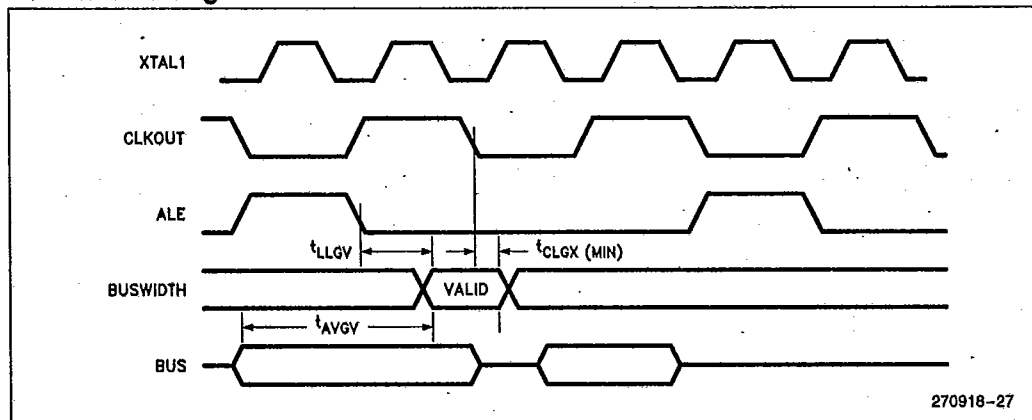 XTAL1
CLKOUT
ALE
tLLGV
tCLGX (MIN)
BUSWIDTH
VALID
tAVGV
BUS
270918-27